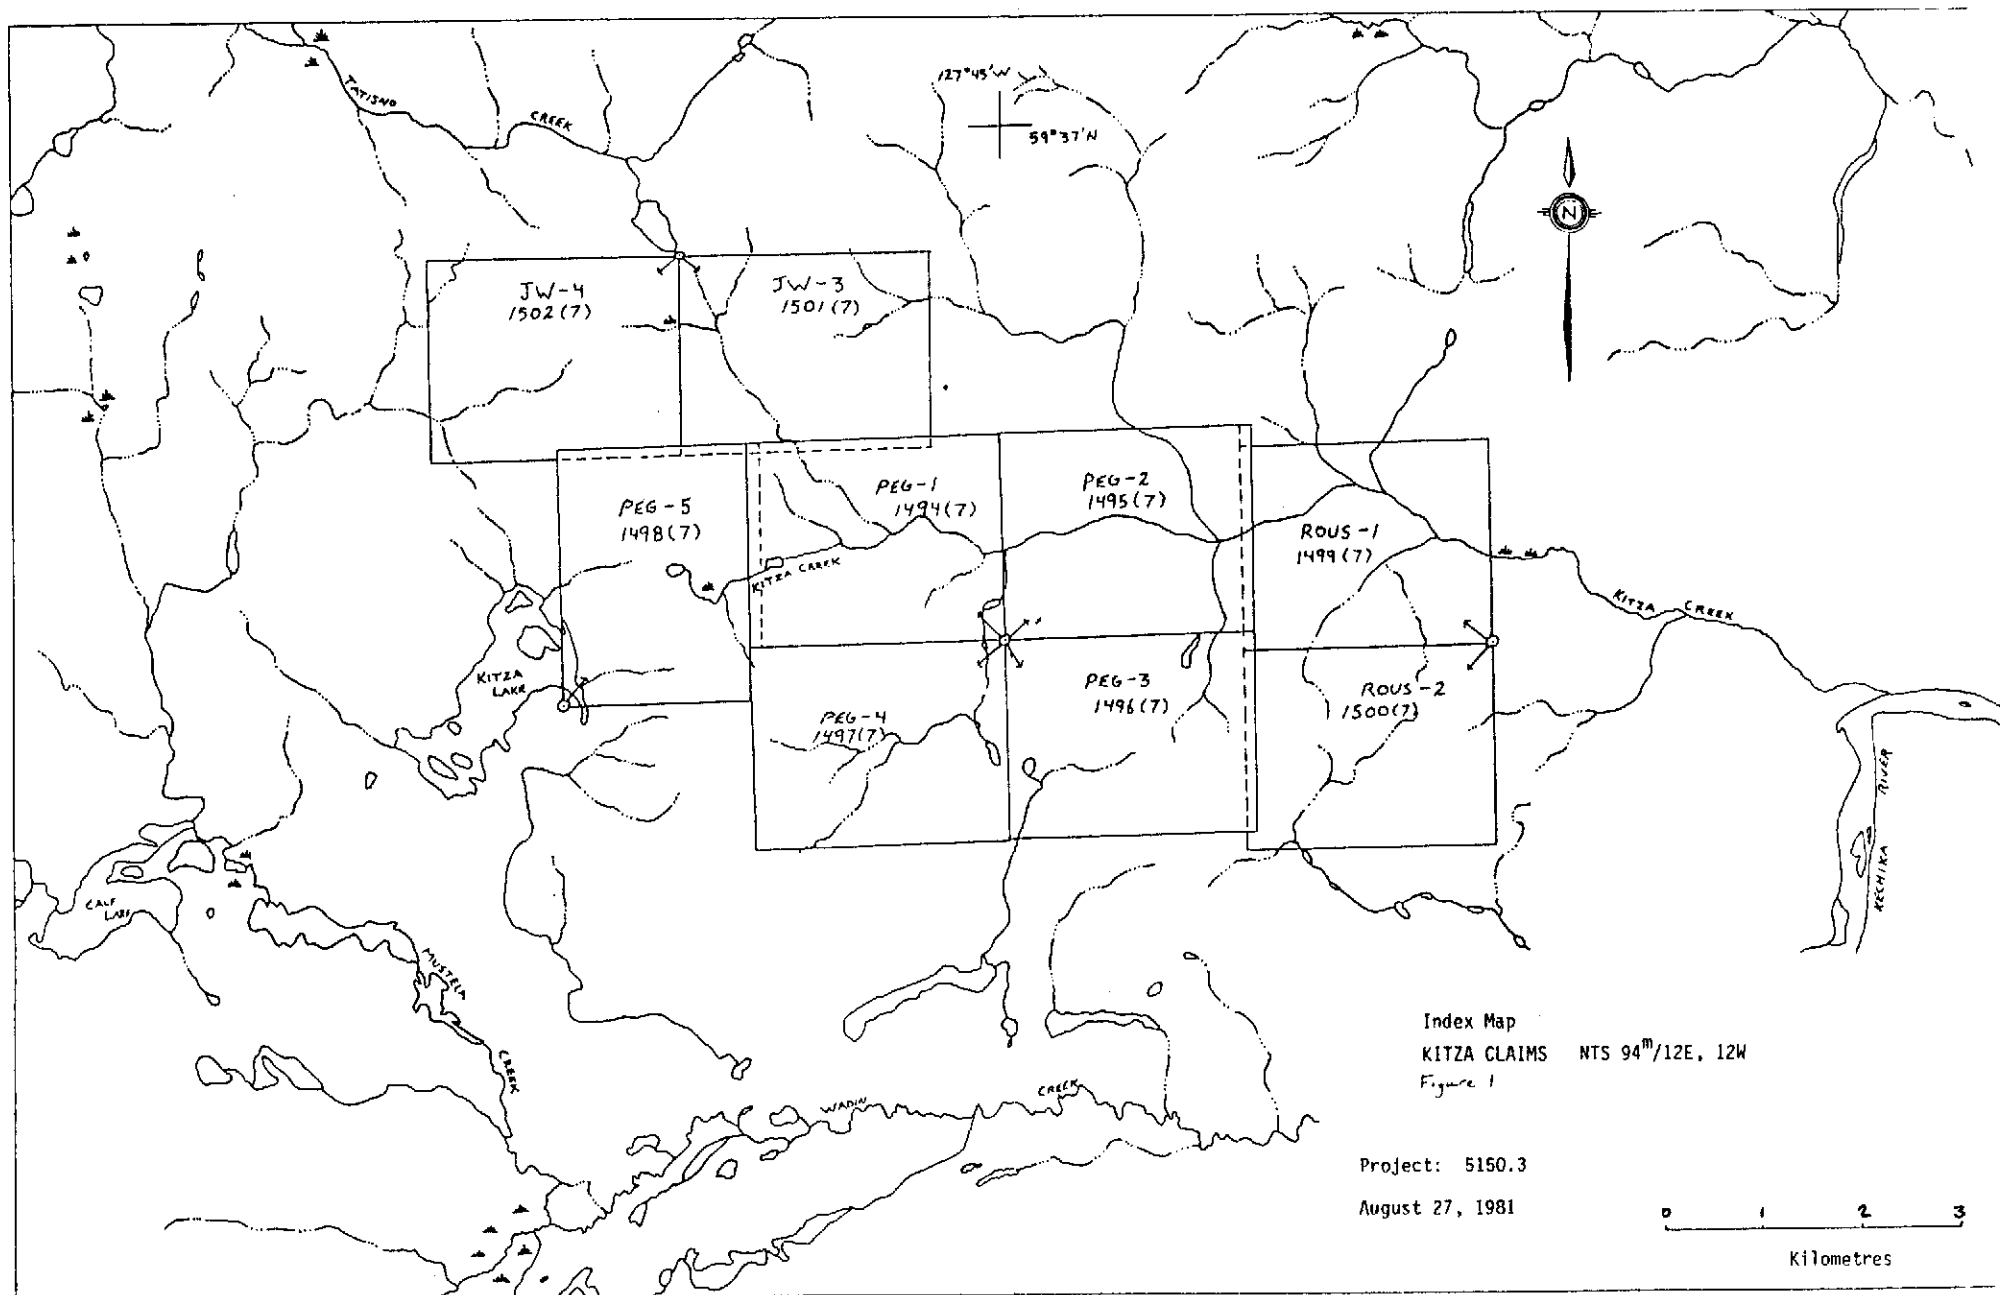 127°45'W
59°37'N
TATISNO
CREEK
N
JW-4
1502(7)
JW-3
1501(7)
PEG-5
1498(7)
PEG-1
1494(7)
PEG-2
1495(7)
ROUS-1
1499(7)
KITZA CREEK
KITZA CREEK
KITZA
LAKE
PEG-4
1497(7)
PEG-3
1496(7)
ROUS-2
1500(7)
KECHIKA RIVER
CALF
LAKE
MUSTELA
CREEK
WADIN
CREEK
Index Map
KITZA CLAIMS NTS 94m/12E, 12W
Figure 1
Project: 5150.3
August 27, 1981
0 1 2 3
Kilometres